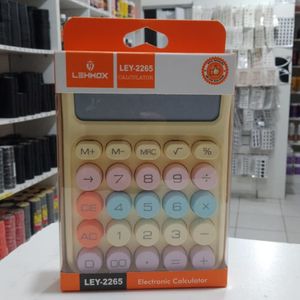 LEHMOX
LEY-2265
CALCULATOR
M+ M- MRC √ %
→ 7 8 9 ÷
CE 4 5 6 ×
AC 1 2 3 -
0 00 . +
LEY-2265 Electronic Calculator